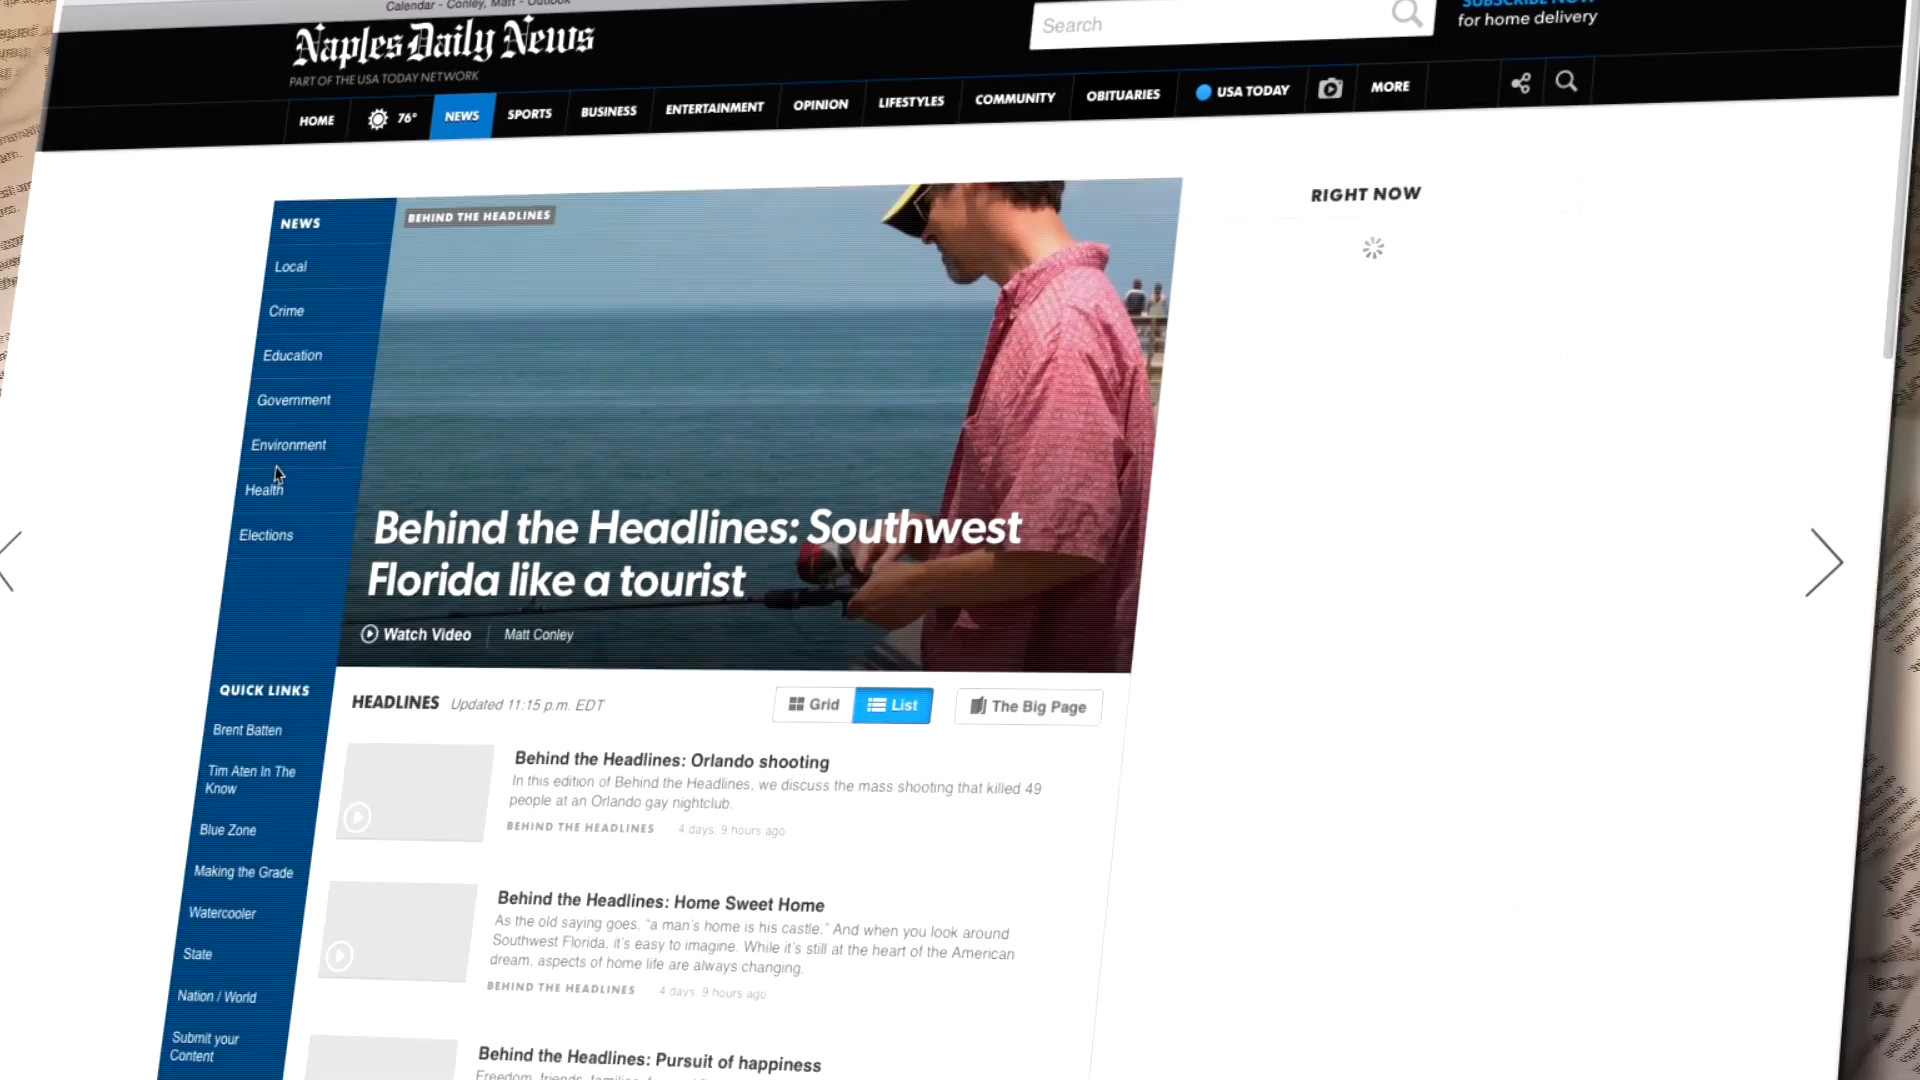 Calendar - Conley, Matt - Outlook
Naples Daily News
PART OF THE USA TODAY NETWORK
Search
SUBSCRIBE NOW
for home delivery
HOME 76° NEWS SPORTS BUSINESS ENTERTAINMENT OPINION LIFESTYLES COMMUNITY OBITUARIES USA TODAY MORE
NEWS
Local
Crime
Education
Government
Environment
Health
Elections
QUICK LINKS
Brent Batten
Tim Aten In The
Know
Blue Zone
Making the Grade
Watercooler
State
Nation / World
Submit your
Content
BEHIND THE HEADLINES
Behind the Headlines: Southwest
Florida like a tourist
Watch Video Matt Conley
RIGHT NOW
HEADLINES Updated 11:15 p.m. EDT
Grid List The Big Page
Behind the Headlines: Orlando shooting
In this edition of Behind the Headlines, we discuss the mass shooting that killed 49
people at an Orlando gay nightclub.
BEHIND THE HEADLINES 4 days, 9 hours ago
Behind the Headlines: Home Sweet Home
As the old saying goes, "a man's home is his castle." And when you look around
Southwest Florida, it's easy to imagine. While it's still at the heart of the American
dream, aspects of home life are always changing.
BEHIND THE HEADLINES 4 days, 9 hours ago
Behind the Headlines: Pursuit of happiness
Freedom, friends, families,